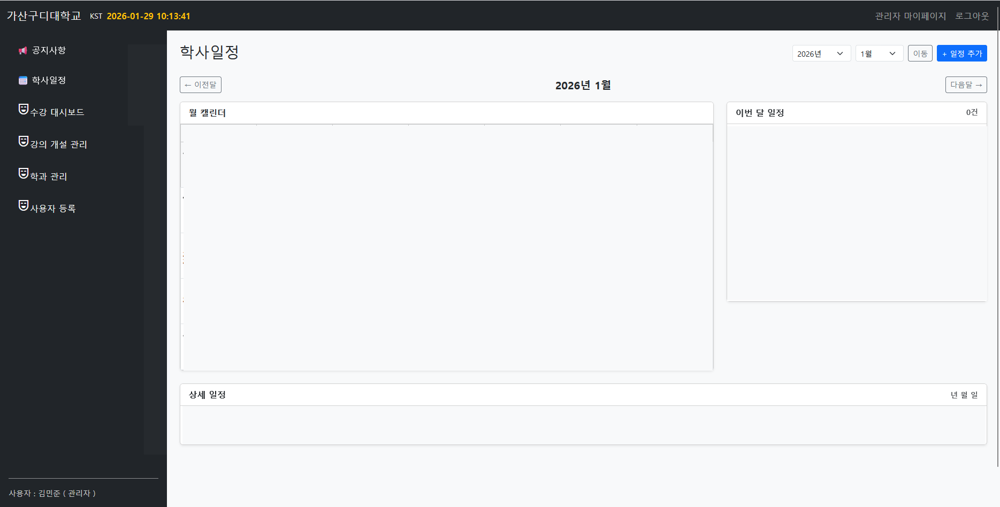 가산구디대학교 KST 2026-01-29 10:13:41 관리자 마이페이지 로그아웃
공지사항
학사일정
수강 대시보드
강의 개설 관리
학과 관리
사용자 등록
사용자 : 김민준 ( 관리자 )
학사일정 2026년 1월 이동 + 일정 추가
← 이전달 2026년 1월 다음달 →
월 캘린더
이번 달 일정 0건
상세 일정 년 월 일